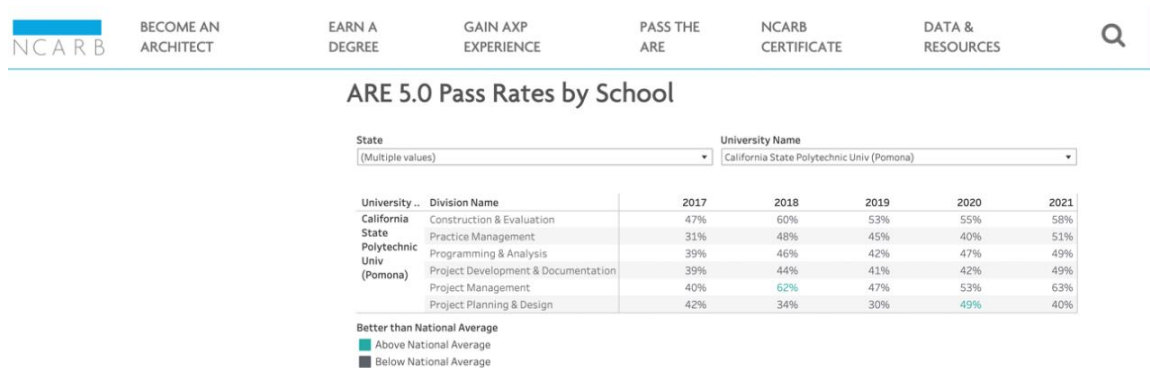 NCARB
BECOME AN ARCHITECT
EARN A DEGREE
GAIN AXP EXPERIENCE
PASS THE ARE
NCARB CERTIFICATE
DATA & RESOURCES
ARE 5.0 Pass Rates by School
State
(Multiple values)
University Name
California State Polytechnic Univ (Pomona)
University .. Division Name 2017 2018 2019 2020 2021
California State Polytechnic Univ (Pomona)
Construction & Evaluation 47% 60% 53% 55% 58%
Practice Management 31% 48% 45% 40% 51%
Programming & Analysis 39% 46% 42% 47% 49%
Project Development & Documentation 39% 44% 41% 42% 49%
Project Management 40% 62% 47% 53% 63%
Project Planning & Design 42% 34% 30% 49% 40%
Better than National Average
Above National Average
Below National Average